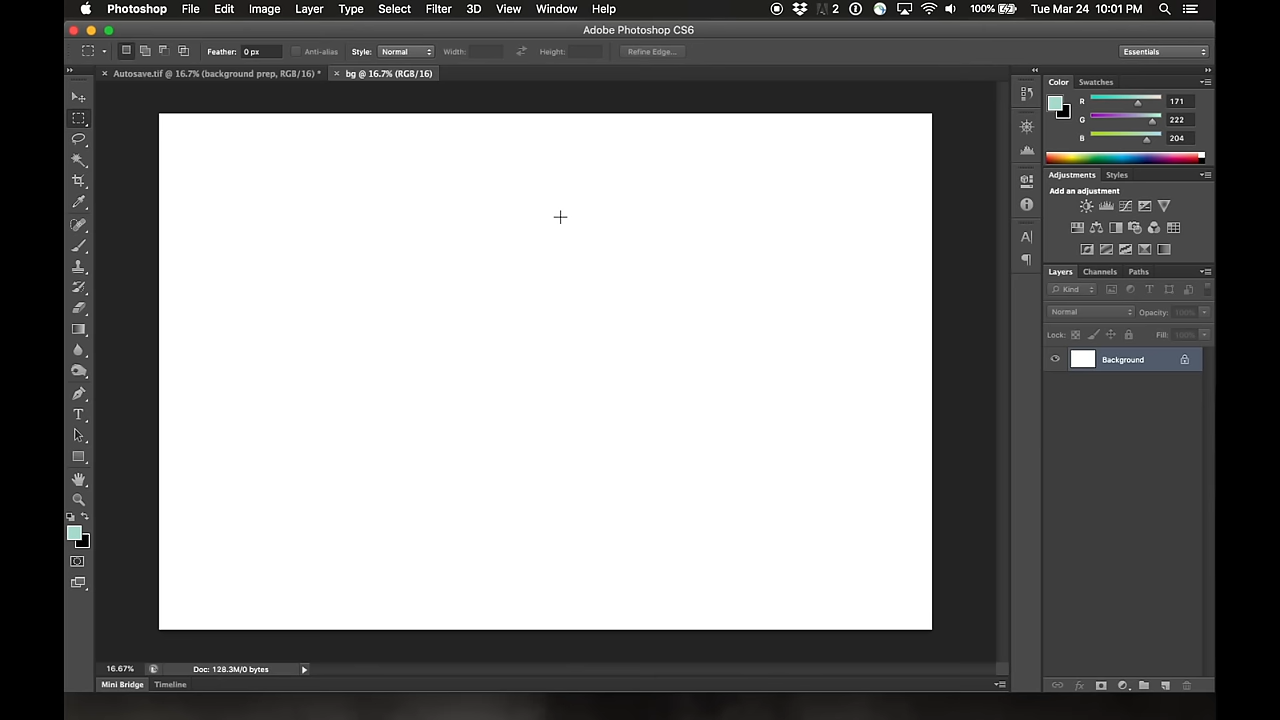 Photoshop File Edit Image Layer Type Select Filter 3D View Window Help 2 100% Tue Mar 24 10:01 PM
Adobe Photoshop CS6
Feather: 0 px Anti-alias Style: Normal Width: Height: Refine Edge... Essentials
Autosave.tif @ 16.7% (background prep, RGB/16) * bg @ 16.7% (RGB/16)
Color Swatches
R 171
G 222
B 204
Adjustments Styles
Add an adjustment
Layers Channels Paths
Kind
Normal Opacity: 100%
Lock: Fill: 100%
Background
16.67% Doc: 128.3M/0 bytes
Mini Bridge Timeline